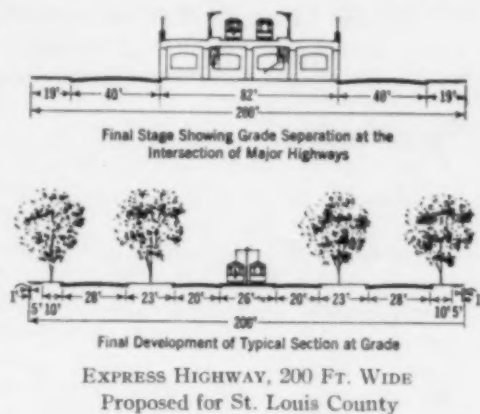 19' 40' 82' 40' 19'
200'
Final Stage Showing Grade Separation at the
Intersection of Major Highways
1' 5' 10' 28' 23' 20' 26' 20' 23' 28' 10' 5' 1'
200'
Final Development of Typical Section at Grade
EXPRESS HIGHWAY, 200 FT. WIDE
Proposed for St. Louis County